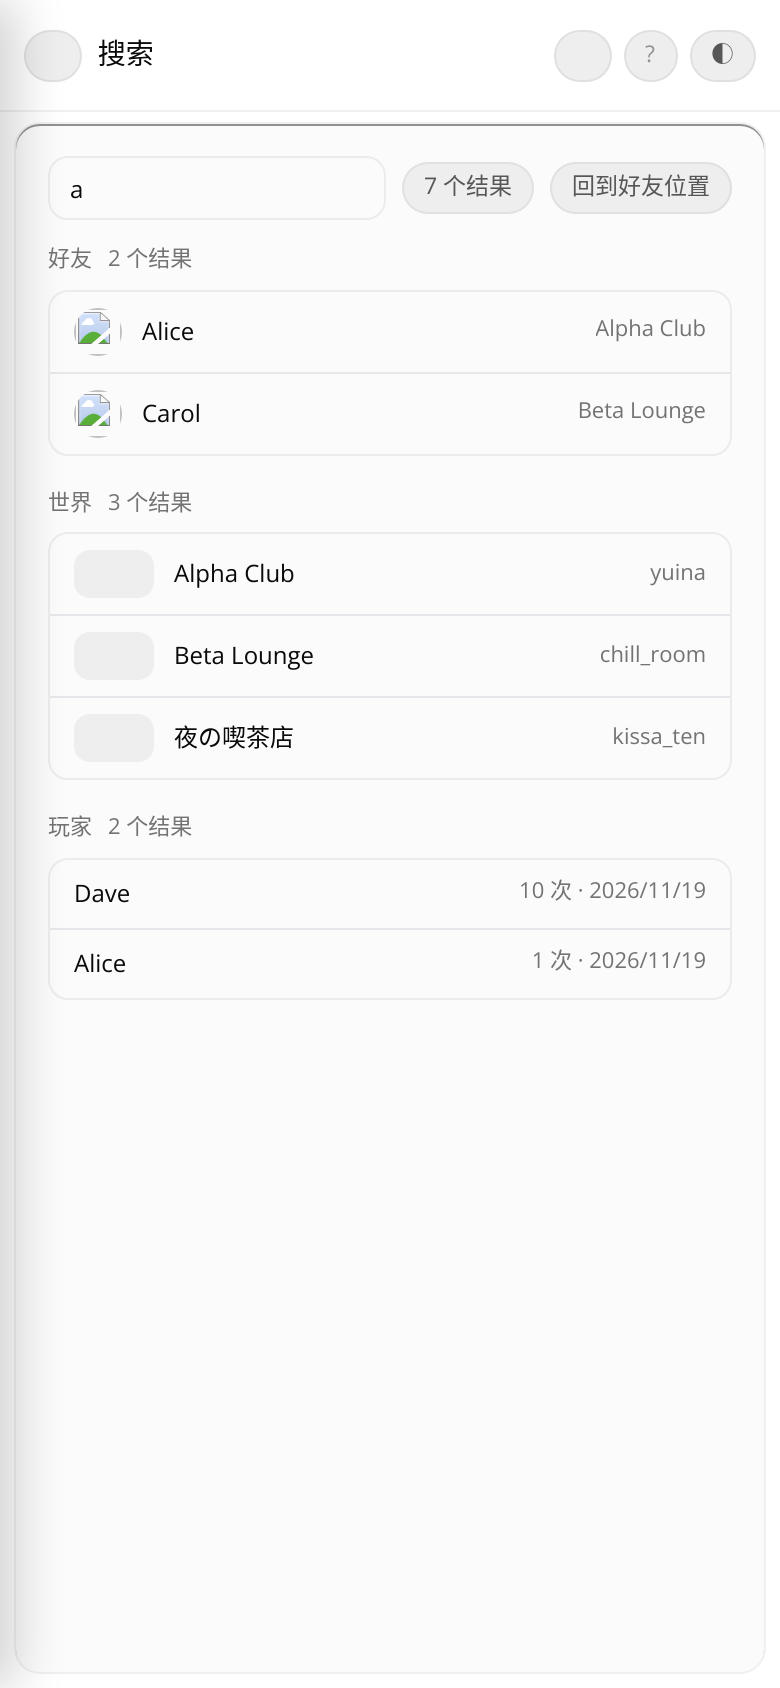 搜索
?
a
7 个结果
回到好友位置
好友 2 个结果
Alice Alpha Club
Carol Beta Lounge
世界 3 个结果
Alpha Club yuina
Beta Lounge chill_room
夜の喫茶店 kissa_ten
玩家 2 个结果
Dave 10 次 · 2026/11/19
Alice 1 次 · 2026/11/19